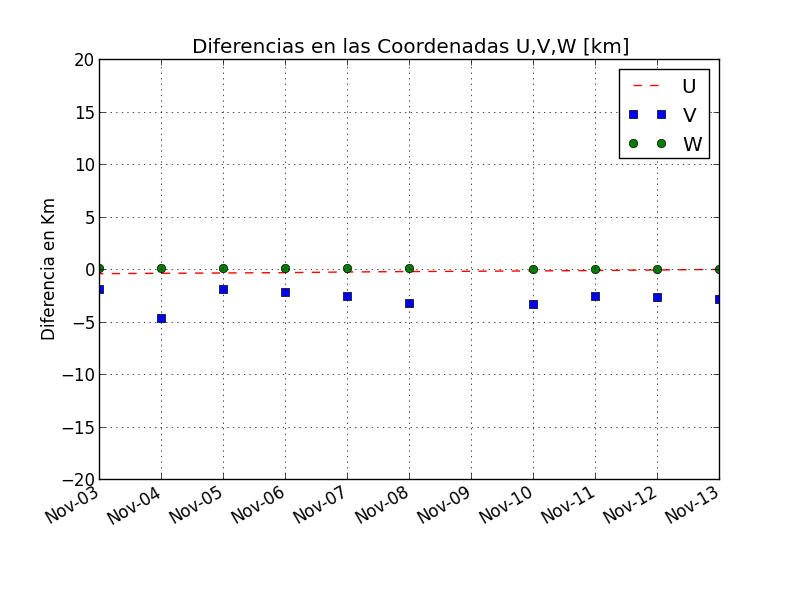 Diferencias en las Coordenadas U,V,W [km]
U
V
W
Diferencia en Km
20
15
10
5
0
−5
−10
−15
−20
Nov-03
Nov-04
Nov-05
Nov-06
Nov-07
Nov-08
Nov-09
Nov-10
Nov-11
Nov-12
Nov-13